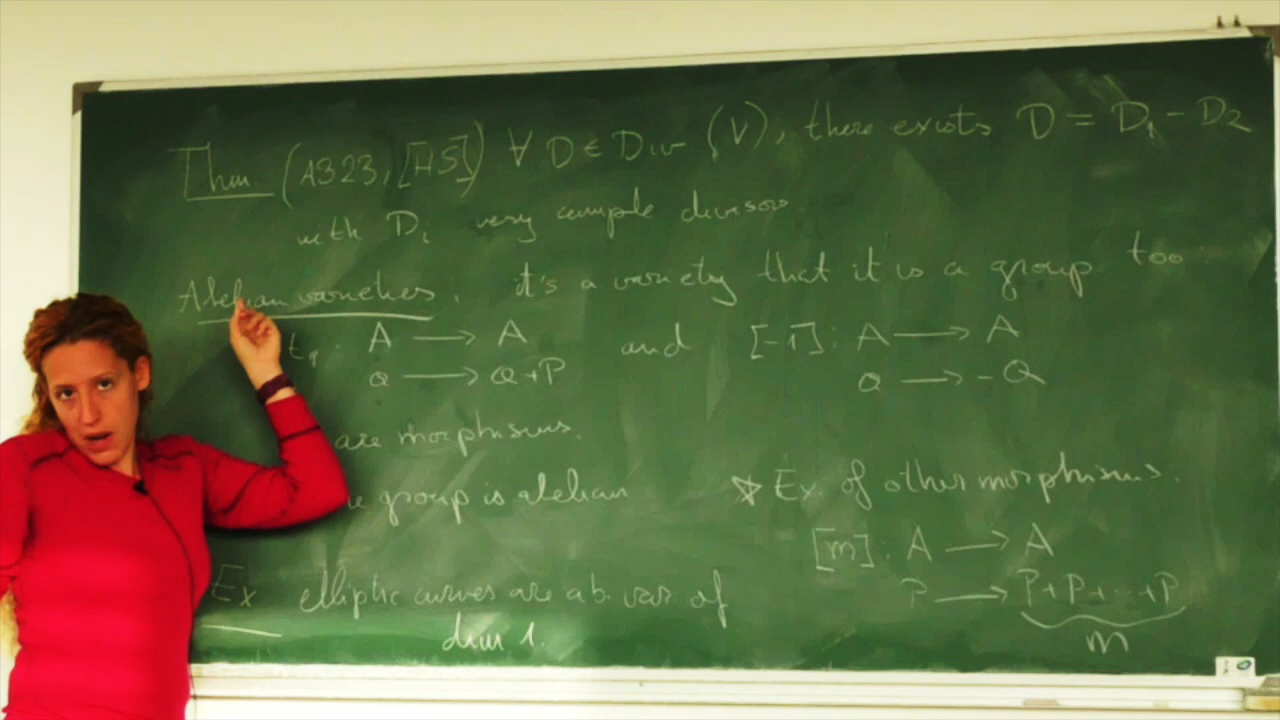 Thm. (A323, [HS]) ∀ D ∈ Div (V), there exists D = D₁ - D₂
with Dᵢ very ample divisors
Abelian varieties: it's a variety that it is a group too
t_P: A → A and [-1]: A → A
Q → Q+P Q → -Q
are morphisms.
group is abelian
☆ Ex. of other morphisms.
[m]: A → A
P → P+P+...+P
m
Ex elliptic curves are ab. var. of
dim 1.